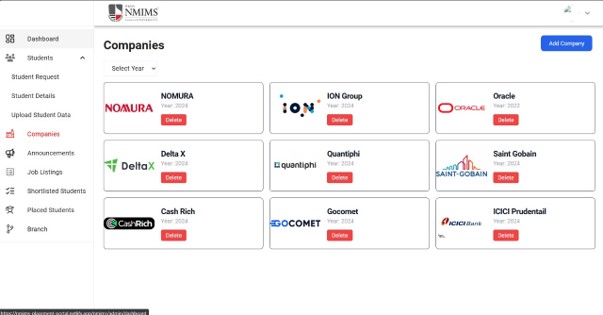 NMIMS
Dashboard
Students
Student Request
Student Details
Upload Student Data
Companies
Announcements
Job Listings
Shortlisted Students
Placed Students
Branch
Companies
Add Company
Select Year
NOMURA
NOMURA
Year: 2024
Delete
ION
ION Group
Year: 2024
Delete
ORACLE
Oracle
Year: 2022
Delete
DeltaX
Delta X
Year: 2024
Delete
quantiphi
Quantiphi
Year: 2024
Delete
SAINT-GOBAIN
Saint Gobain
Year: 2024
Delete
CashRich
Cash Rich
Year: 2024
Delete
GOCOMET
Gocomet
Year: 2024
Delete
ICICI Bank
ICICI Prudentail
Year: 2024
Delete